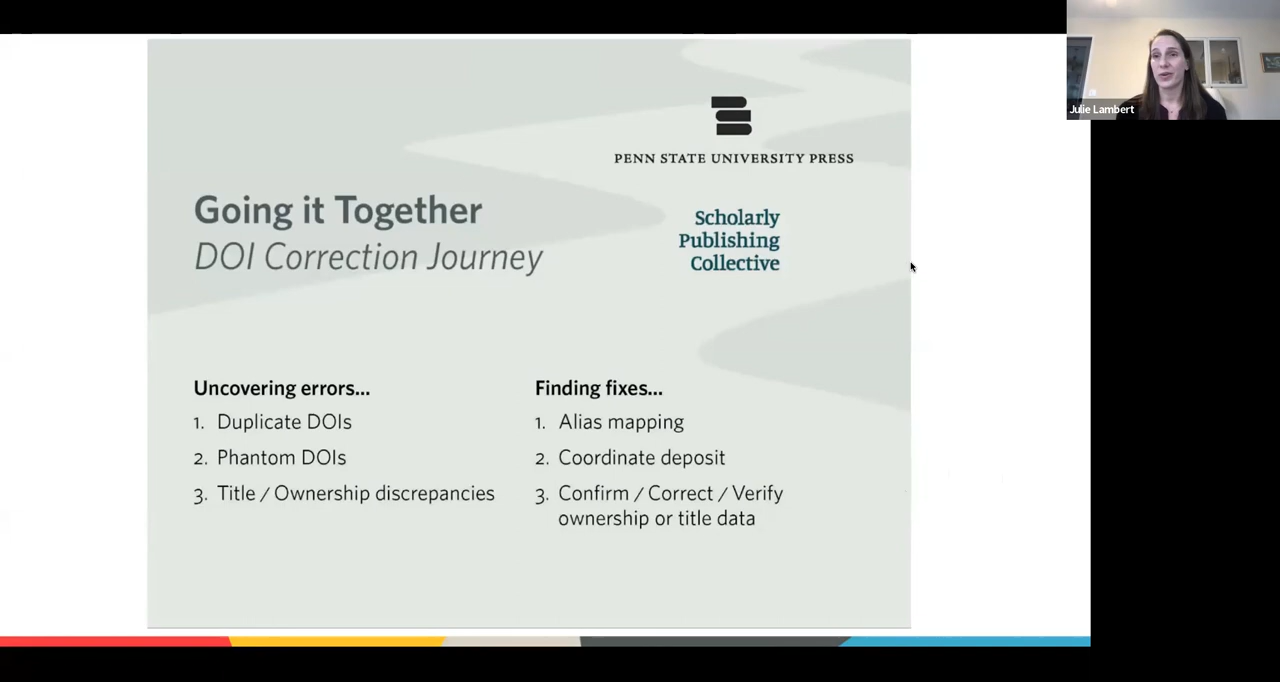 Julie Lambert
PENN STATE UNIVERSITY PRESS
Going it Together
DOI Correction Journey
Scholarly
Publishing
Collective
Uncovering errors...
1. Duplicate DOIs
2. Phantom DOIs
3. Title / Ownership discrepancies
Finding fixes...
1. Alias mapping
2. Coordinate deposit
3. Confirm / Correct / Verify
ownership or title data